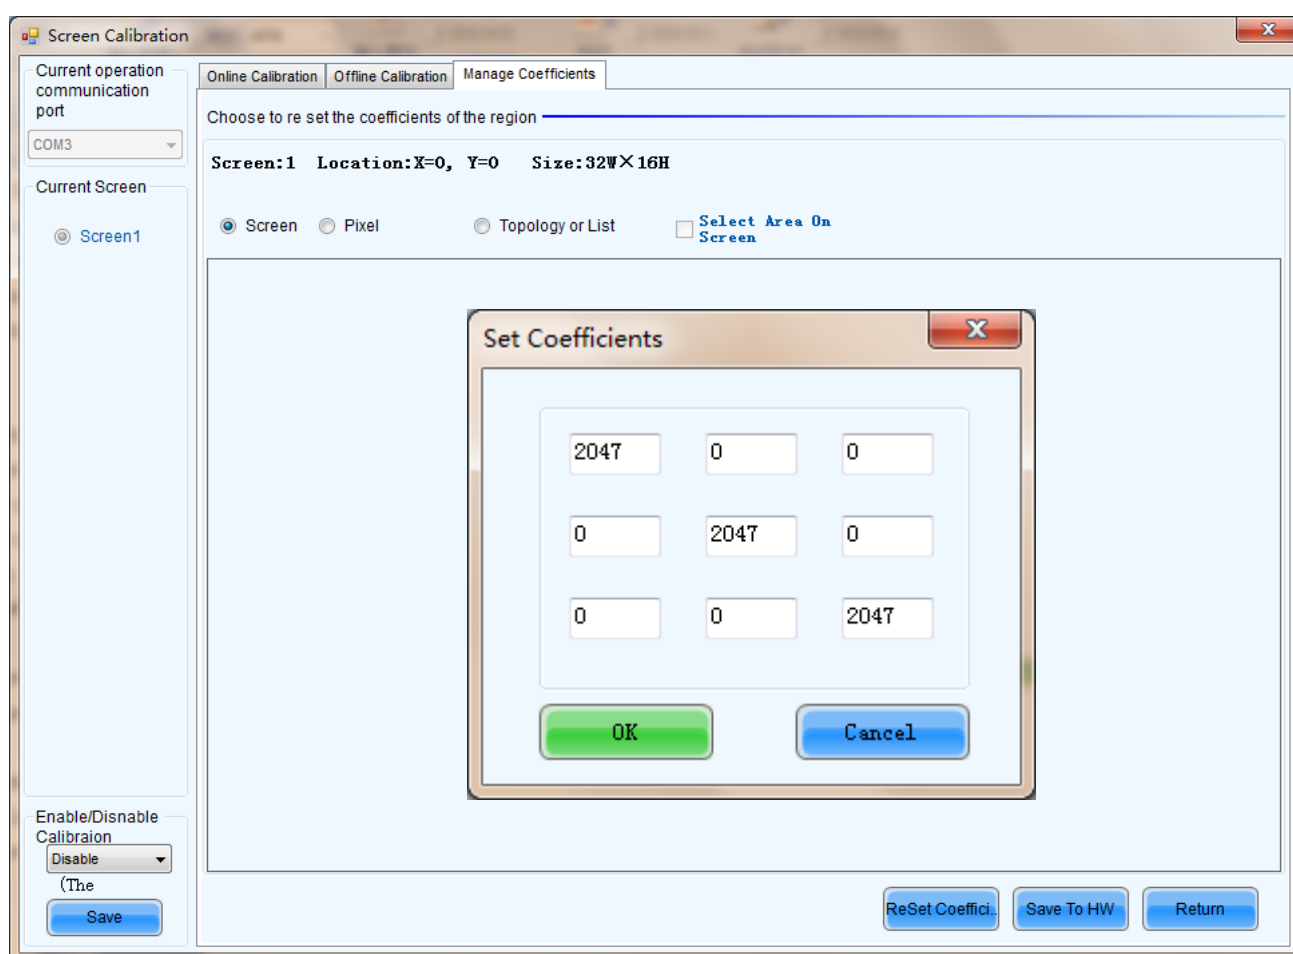 Screen Calibration
Current operation
communication
port
COM3
Current Screen
Screen1
Online Calibration Offline Calibration Manage Coefficients
Choose to re set the coefficients of the region
Screen:1 Location:X=0, Y=0 Size:32W×16H
Screen Pixel Topology or List Select Area On
Screen
Set Coefficients
2047 0 0
0 2047 0
0 0 2047
OK Cancel
Enable/Disnable
Calibraion
Disable
(The
Save
ReSet Coeffici.. Save To HW Return